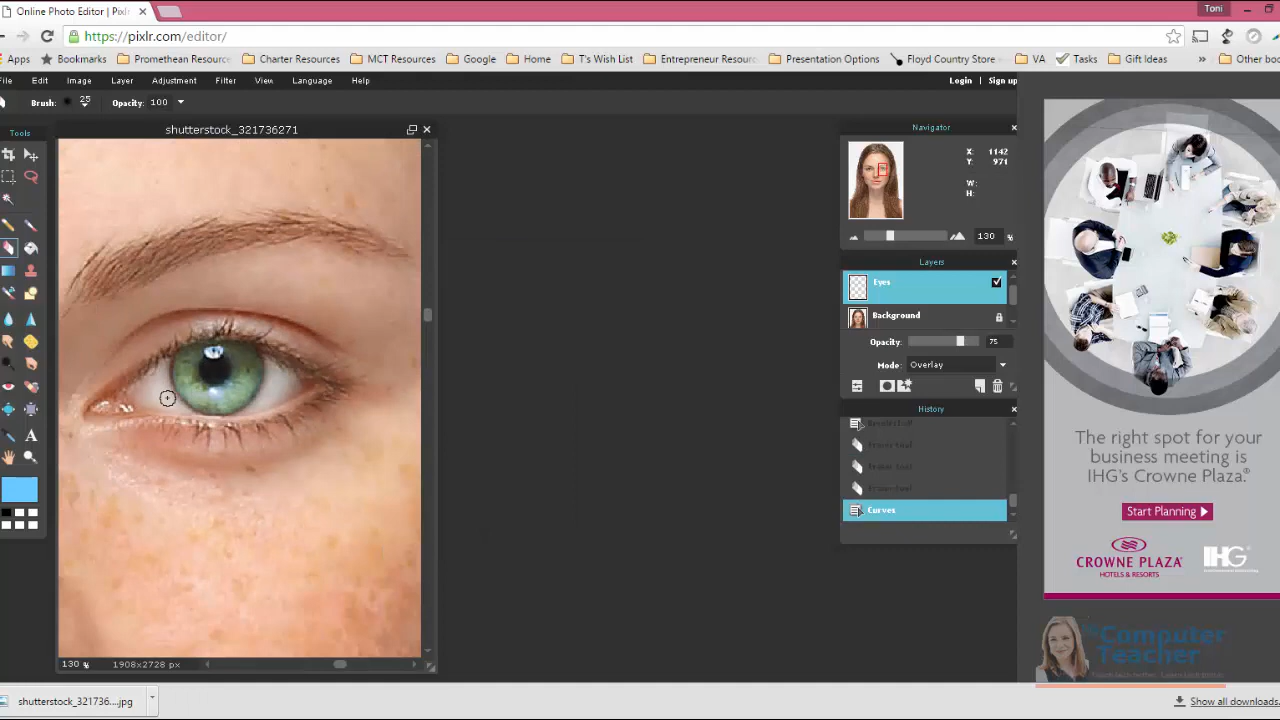 Online Photo Editor | Pixlr
Toni
https://pixlr.com/editor/
Apps
Bookmarks
Promethean Resourc
Charter Resources
MCT Resources
Google
Home
T's Wish List
Entrepreneur Resour
Presentation Options
Floyd Country Store
VA
Tasks
Gift Ideas
»
Other boo
File Edit Image Layer Adjustment Filter View Language Help
Login Sign up
Brush: 25 Opacity: 100
Tools
shutterstock_321736271
Navigator
X: 1142
Y: 971
W:
H:
130 %
Layers
Eyes
Background
Opacity: 75
Mode: Overlay
History
Curves
130 % 1908x2728 px
The right spot for your
business meeting is
IHG's Crowne Plaza.®
Start Planning
CROWNE PLAZA
HOTELS & RESORTS
IHG
Computer
Teacher
shutterstock_321736....jpg
Show all downloads